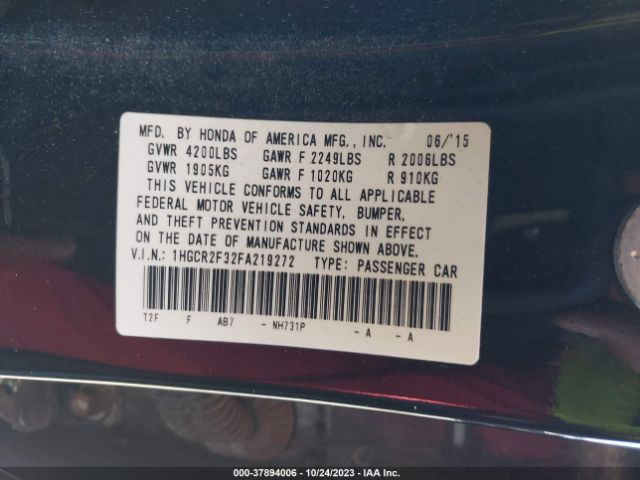 MFD. BY HONDA OF AMERICA MFG., INC. 06/'15
GVWR 4200LBS GAWR F 2249LBS R 2006LBS
GVWR 1905KG GAWR F 1020KG R 910KG
THIS VEHICLE CONFORMS TO ALL APPLICABLE
FEDERAL MOTOR VEHICLE SAFETY, BUMPER,
AND THEFT PREVENTION STANDARDS IN EFFECT
ON THE DATE OF MANUFACTURE SHOWN ABOVE.
V.I.N.: 1HGCR2F32FA219272 TYPE: PASSENGER CAR
T2F F AB7 - NH731P - A - A
000-37894006 - 10/24/2023 - IAA Inc.